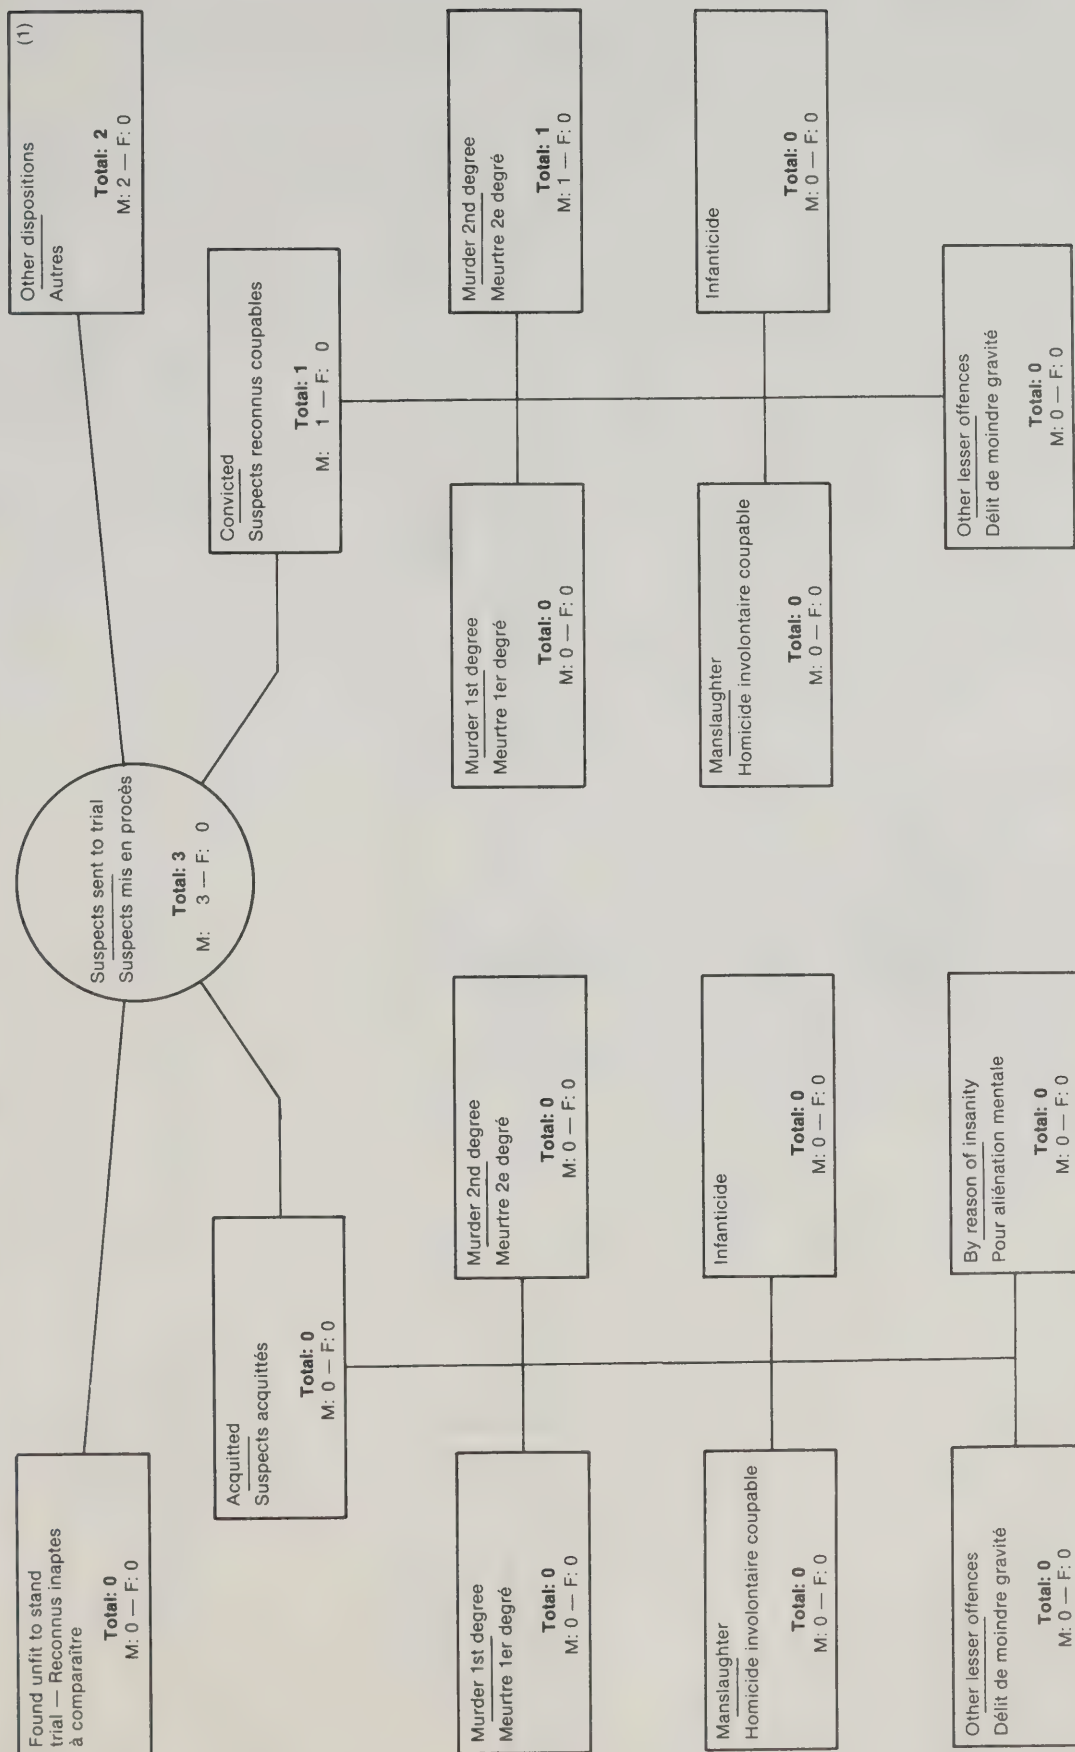 Suspects sent to trial
Suspects mis en procès
Total: 3
M: 3 — F: 0
Found unfit to stand
trial — Reconnus inaptes
à comparaître
Total: 0
M: 0 — F: 0
Acquitted
Suspects acquittés
Total: 0
M: 0 — F: 0
Convicted
Suspects reconnus coupables
Total: 1
M: 1 — F: 0
Other dispositions
(1)
Autres
Total: 2
M: 2 — F: 0
Murder 1st degree
Meurtre 1er degré
Total: 0
M: 0 — F: 0
Murder 2nd degree
Meurtre 2e degré
Total: 0
M: 0 — F: 0
Murder 1st degree
Meurtre 1er degré
Total: 0
M: 0 — F: 0
Murder 2nd degree
Meurtre 2e degré
Total: 1
M: 1 — F: 0
Manslaughter
Homicide involontaire coupable
Total: 0
M: 0 — F: 0
Infanticide
Total: 0
M: 0 — F: 0
Manslaughter
Homicide involontaire coupable
Total: 0
M: 0 — F: 0
Infanticide
Total: 0
M: 0 — F: 0
Other lesser offences
Délit de moindre gravité
Total: 0
M: 0 — F: 0
By reason of insanity
Pour aliénation mentale
Total: 0
M: 0 — F: 0
Other lesser offences
Délit de moindre gravité
Total: 0
M: 0 — F: 0